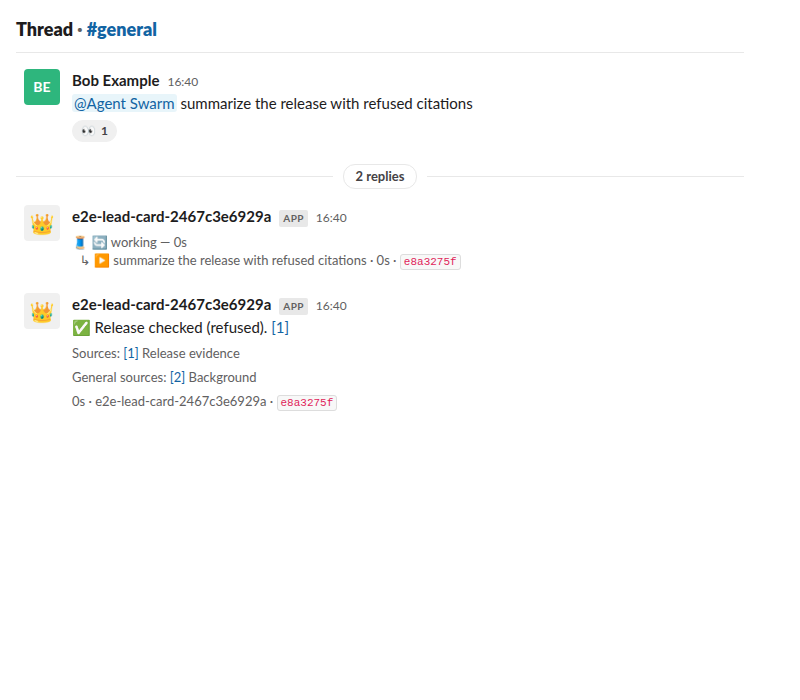 Thread • #general
BE
Bob Example 16:40
@Agent Swarm summarize the release with refused citations
👀 1
2 replies
e2e-lead-card-2467c3e6929a APP 16:40
🧵 🔄 working — 0s
↳ ▶️ summarize the release with refused citations · 0s · e8a3275f
e2e-lead-card-2467c3e6929a APP 16:40
✅ Release checked (refused). [1]
Sources: [1] Release evidence
General sources: [2] Background
0s · e2e-lead-card-2467c3e6929a · e8a3275f